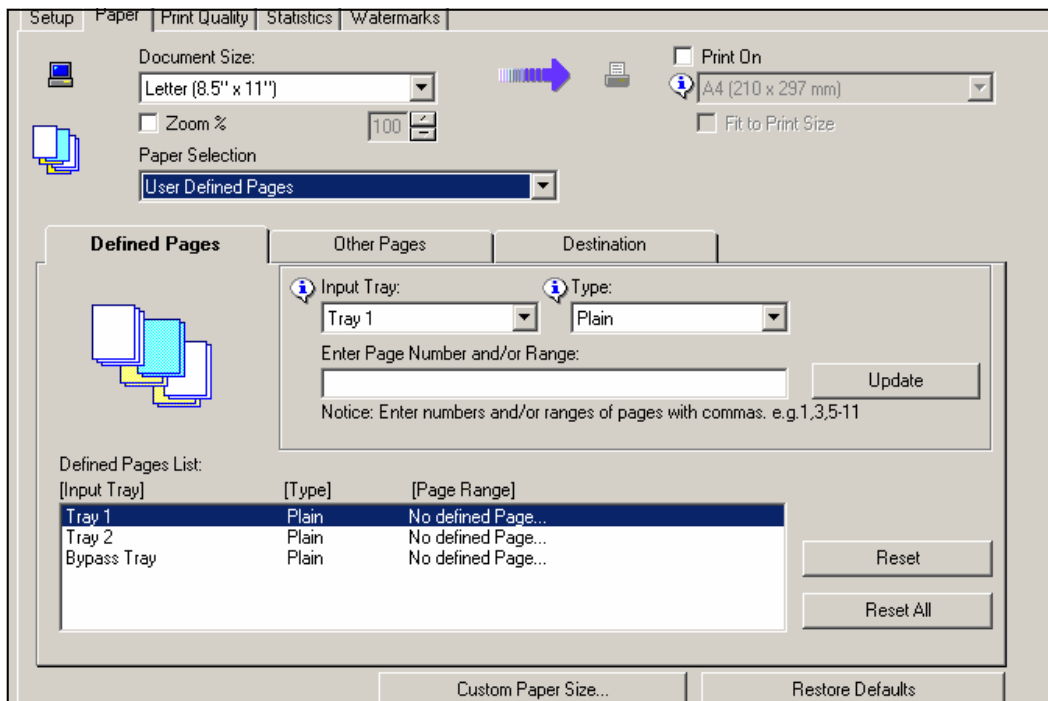 Setup Paper Print Quality Statistics Watermarks
Document Size: Print On
Letter (8.5" x 11") A4 (210 x 297 mm)
Zoom % 100 Fit to Print Size
Paper Selection
User Defined Pages
Defined Pages Other Pages Destination
Input Tray: Type:
Tray 1 Plain
Enter Page Number and/or Range:
Update
Notice: Enter numbers and/or ranges of pages with commas. e.g.1,3,5-11
Defined Pages List:
[Input Tray] [Type] [Page Range]
Tray 1 Plain No defined Page...
Tray 2 Plain No defined Page...
Bypass Tray Plain No defined Page...
Reset
Reset All
Custom Paper Size... Restore Defaults